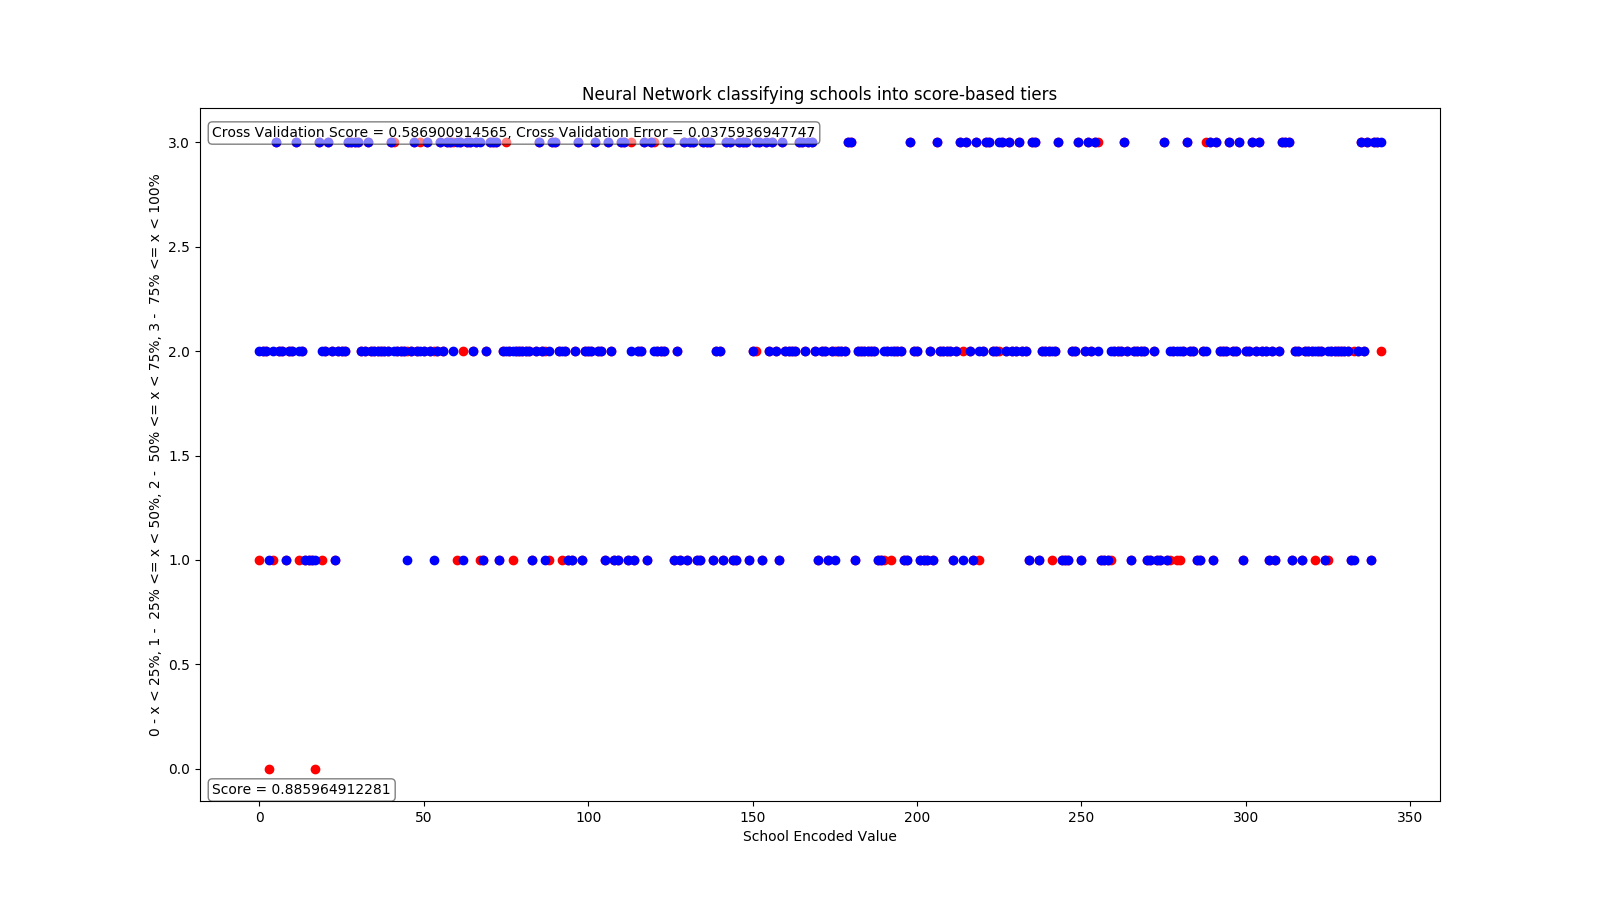 Neural Network classifying schools into score-based tiers
Cross Validation Score = 0.586900914565, Cross Validation Error = 0.0375936947747
3.0
2.5
2.0
1.5
1.0
0.5
0.0
0 - x < 25%, 1 -  25% <= x < 50%, 2 -  50% <= x < 75%, 3 -  75% <= x < 100%
Score = 0.885964912281
0 50 100 150 200 250 300 350
School Encoded Value